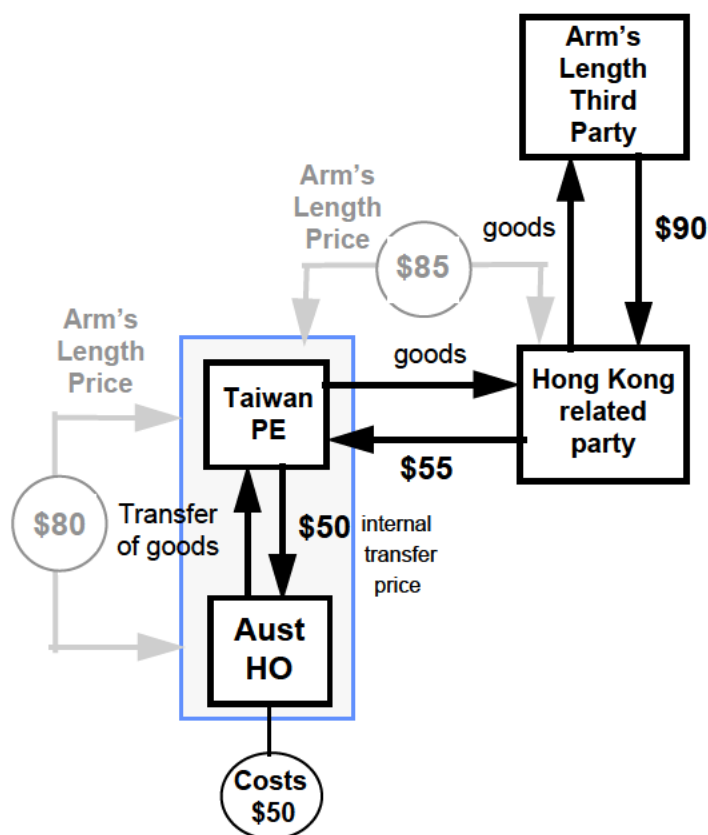 Arm's
Length
Third
Party
Arm's
Length
Price
goods
$90
$85
Arm's
Length
Price
goods
Taiwan
PE
Hong Kong
related
party
$55
$80
Transfer
of goods
$50 internal
transfer
price
Aust
HO
Costs
$50